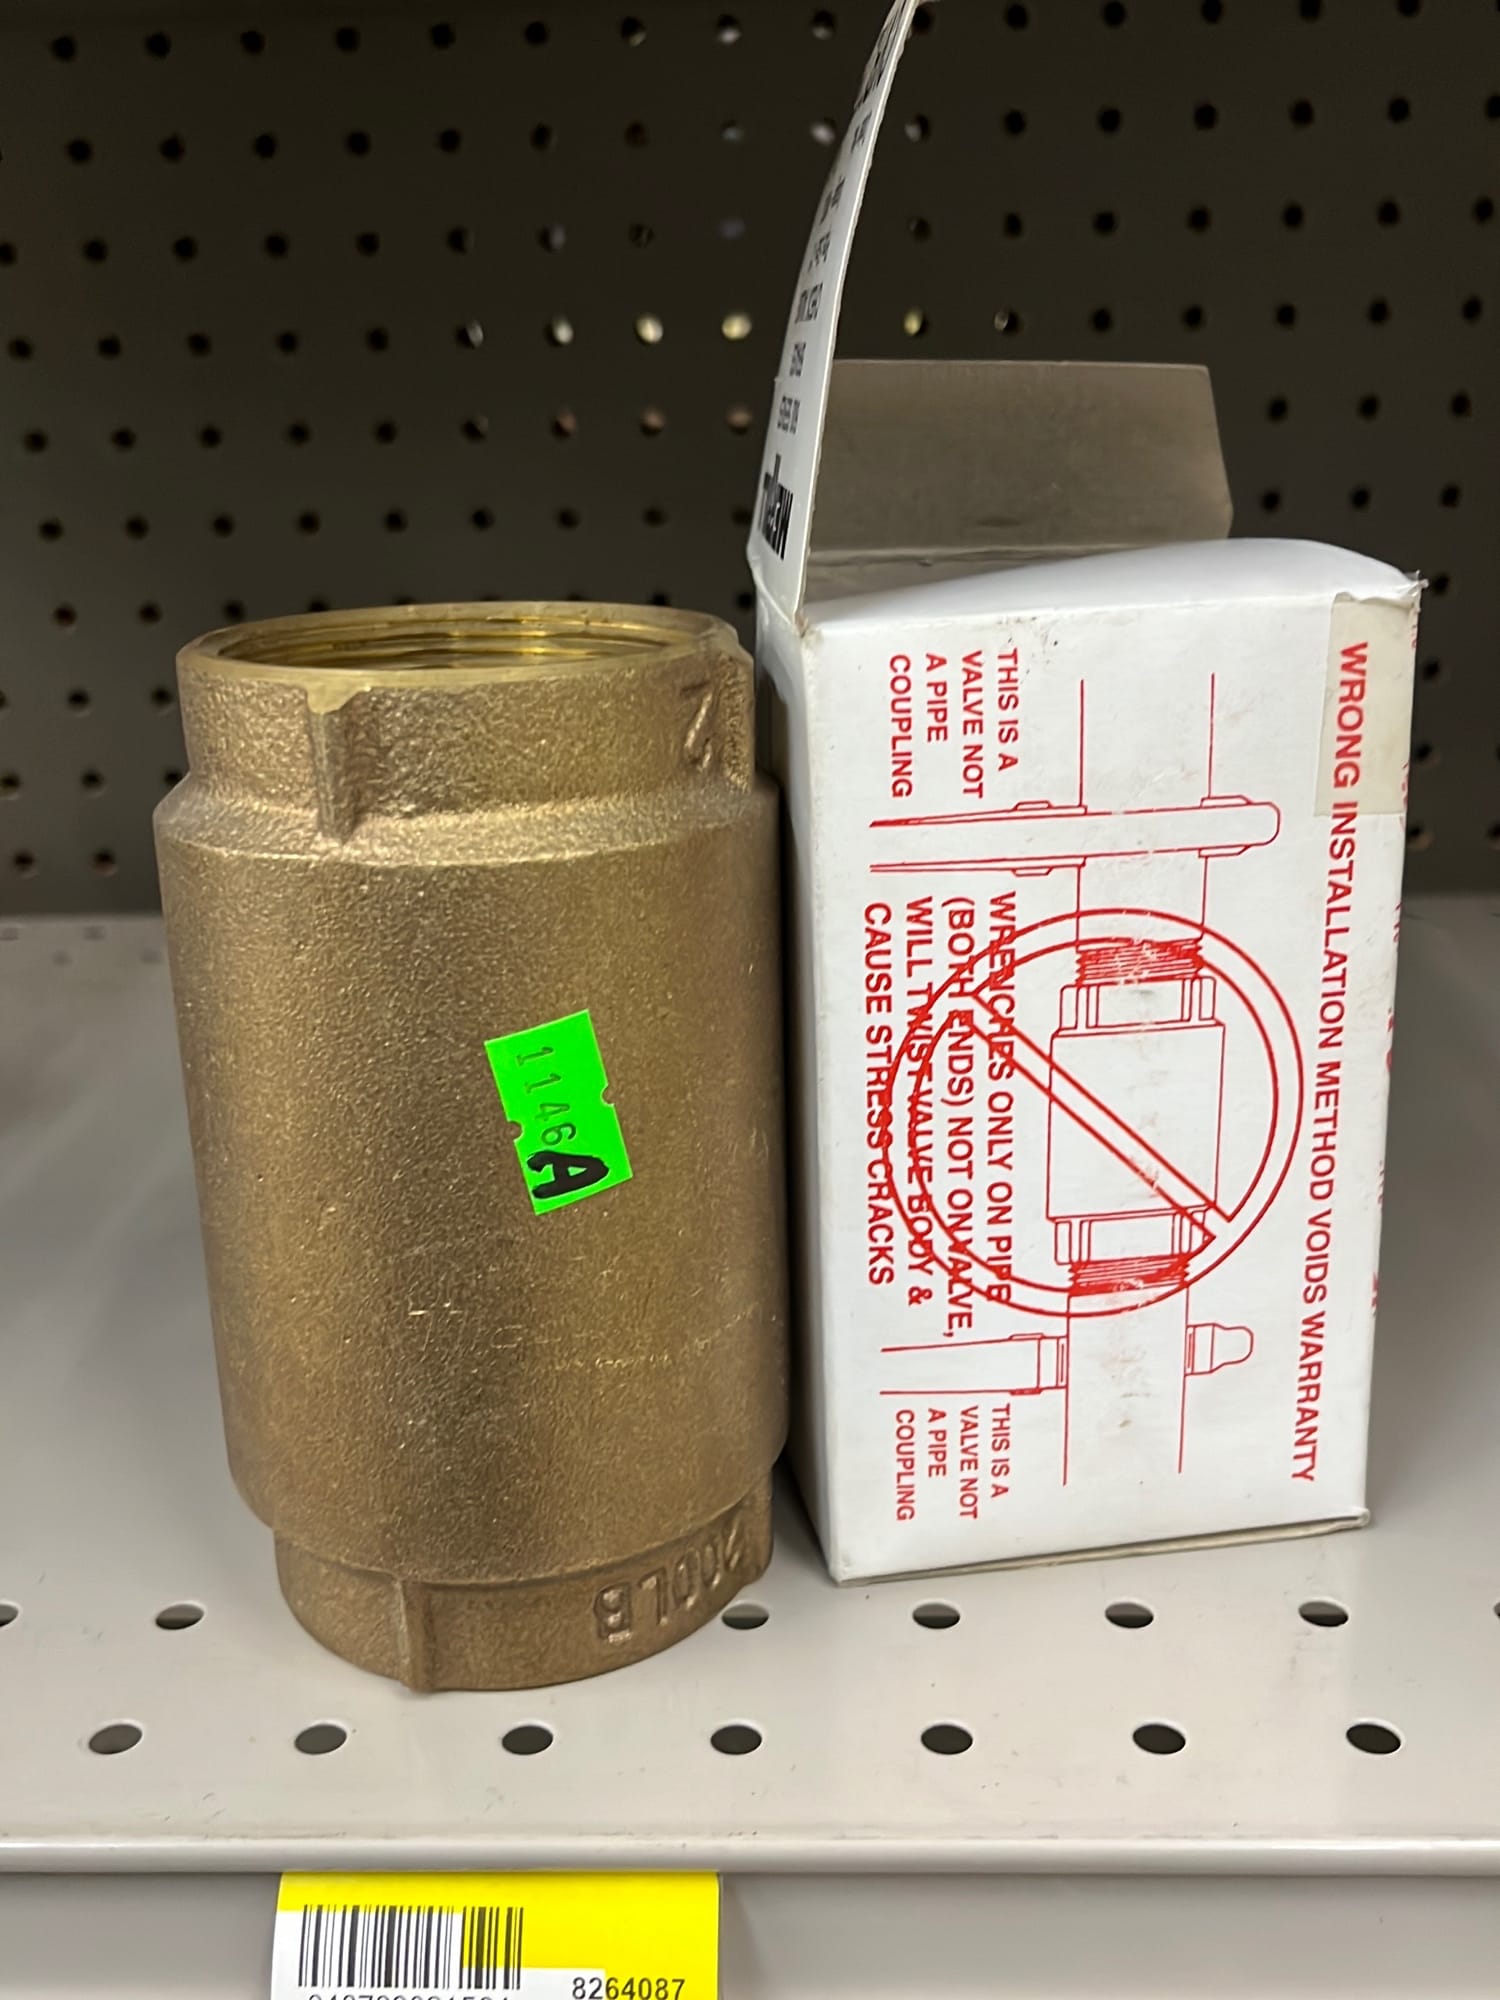 2
200LB
1146
A
WRONG INSTALLATION METHOD VOIDS WARRANTY
THIS IS A
VALVE NOT
A PIPE
COUPLING
WRENCHES ONLY ON PIPE
(BOTH ENDS) NOT ON VALVE,
WILL TWIST VALVE BODY &
CAUSE STRESS CRACKS
THIS IS A
VALVE NOT
A PIPE
COUPLING
8264087